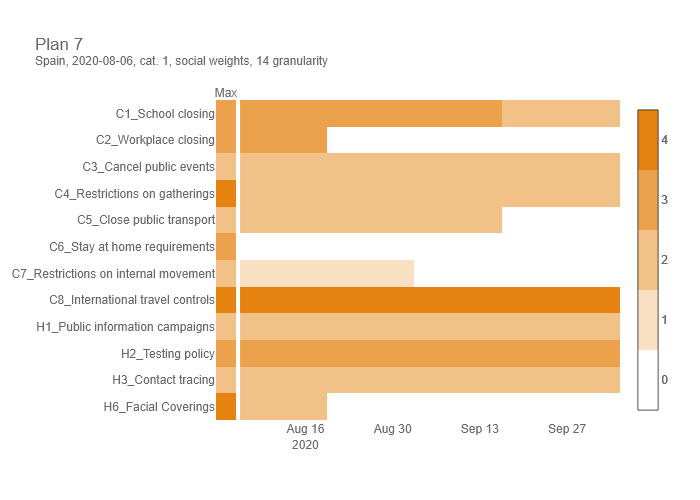 Plan 7
Spain, 2020-08-06, cat. 1, social weights, 14 granularity
Max
C1_School closing
C2_Workplace closing
C3_Cancel public events
C4_Restrictions on gatherings
C5_Close public transport
C6_Stay at home requirements
C7_Restrictions on internal movement
C8_International travel controls
H1_Public information campaigns
H2_Testing policy
H3_Contact tracing
H6_Facial Coverings
Aug 16 Aug 30 Sep 13 Sep 27
2020
4
3
2
1
0